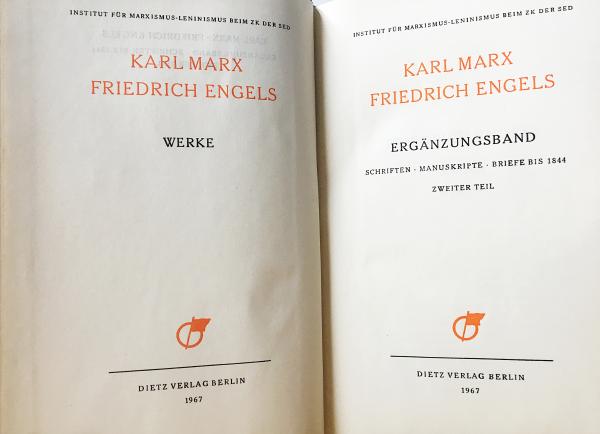 INSTITUT FÜR MARXISMUS-LENINISMUS BEIM ZK DER SED
KARL MARX
FRIEDRICH ENGELS
WERKE
DIETZ VERLAG BERLIN
1967
INSTITUT FÜR MARXISMUS-LENINISMUS BEIM ZK DER SED
KARL MARX
FRIEDRICH ENGELS
ERGÄNZUNGSBAND
SCHRIFTEN · MANUSKRIPTE · BRIEFE BIS 1844
ZWEITER TEIL
DIETZ VERLAG BERLIN
1967